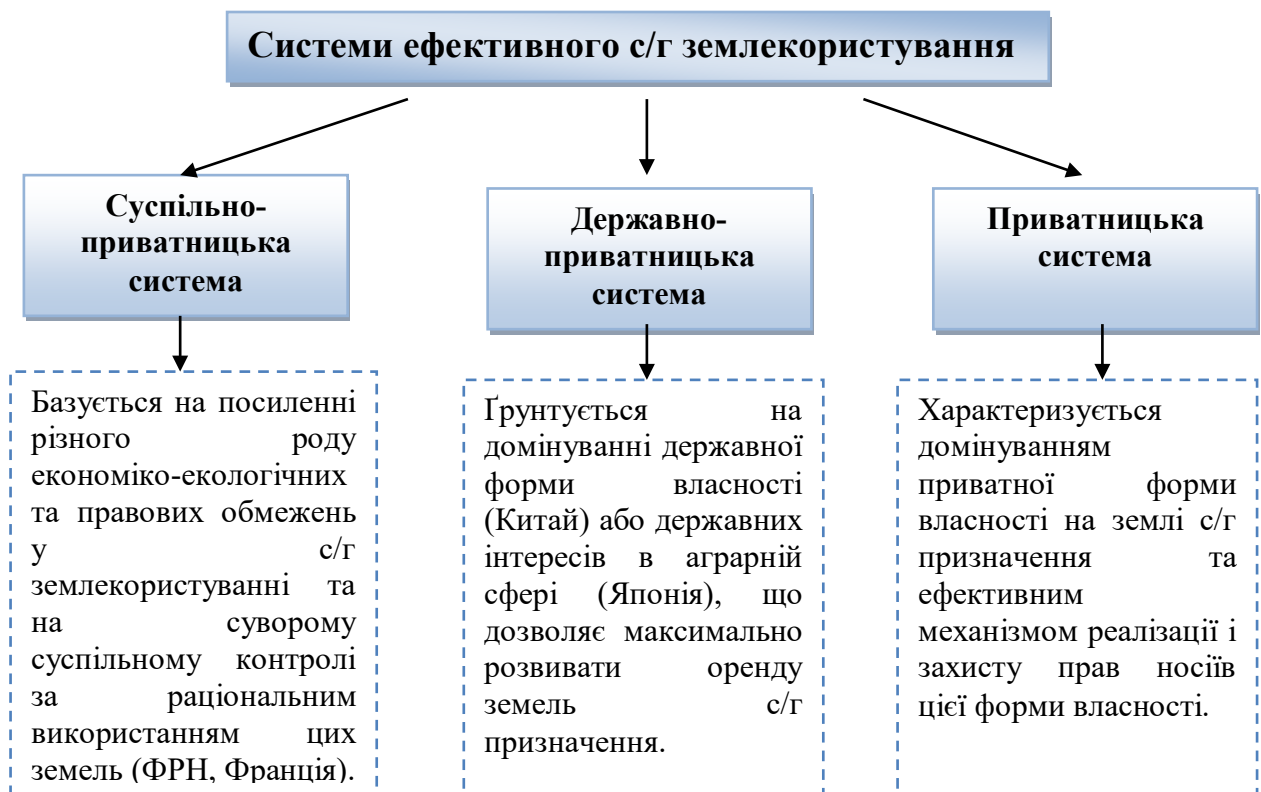 Системи ефективного с/г землекористування
Суспільно-
приватницька
система
Державно-
приватницька
система
Приватницька
система
Базується на посиленні
різного роду
економіко-екологічних
та правових обмежень
у с/г
землекористуванні та
на суворому
суспільному контролі
за раціональним
використанням цих
земель (ФРН, Франція).
Ґрунтується на
домінуванні державної
форми власності
(Китай) або державних
інтересів в аграрній
сфері (Японія), що
дозволяє максимально
розвивати оренду
земель с/г
призначення.
Характеризується
домінуванням
приватної форми
власності на землі с/г
призначення та
ефективним
механізмом реалізації і
захисту прав носіїв
цієї форми власності.